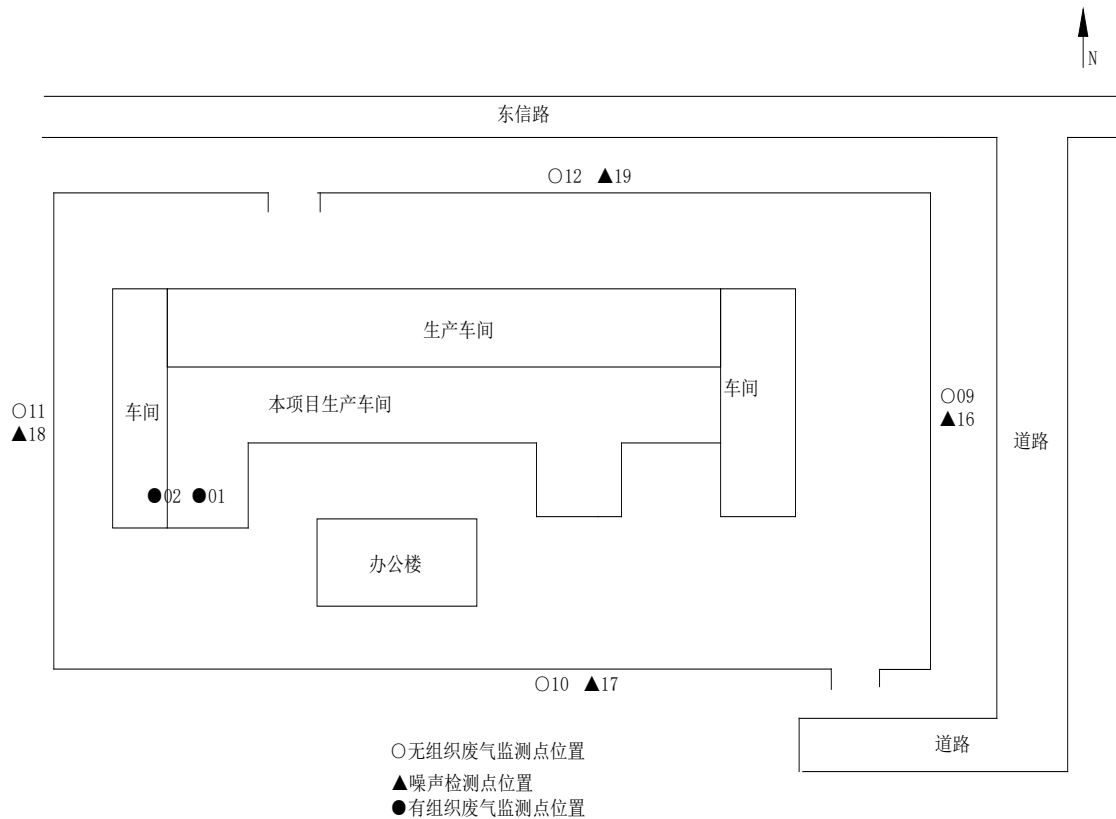 N
东信路
○12 ▲19
生产车间
车间
本项目生产车间
车间
○11
▲18
○09
▲16
道路
●02 ●01
办公楼
○10 ▲17
道路
○无组织废气监测点位置
▲噪声检测点位置
●有组织废气监测点位置